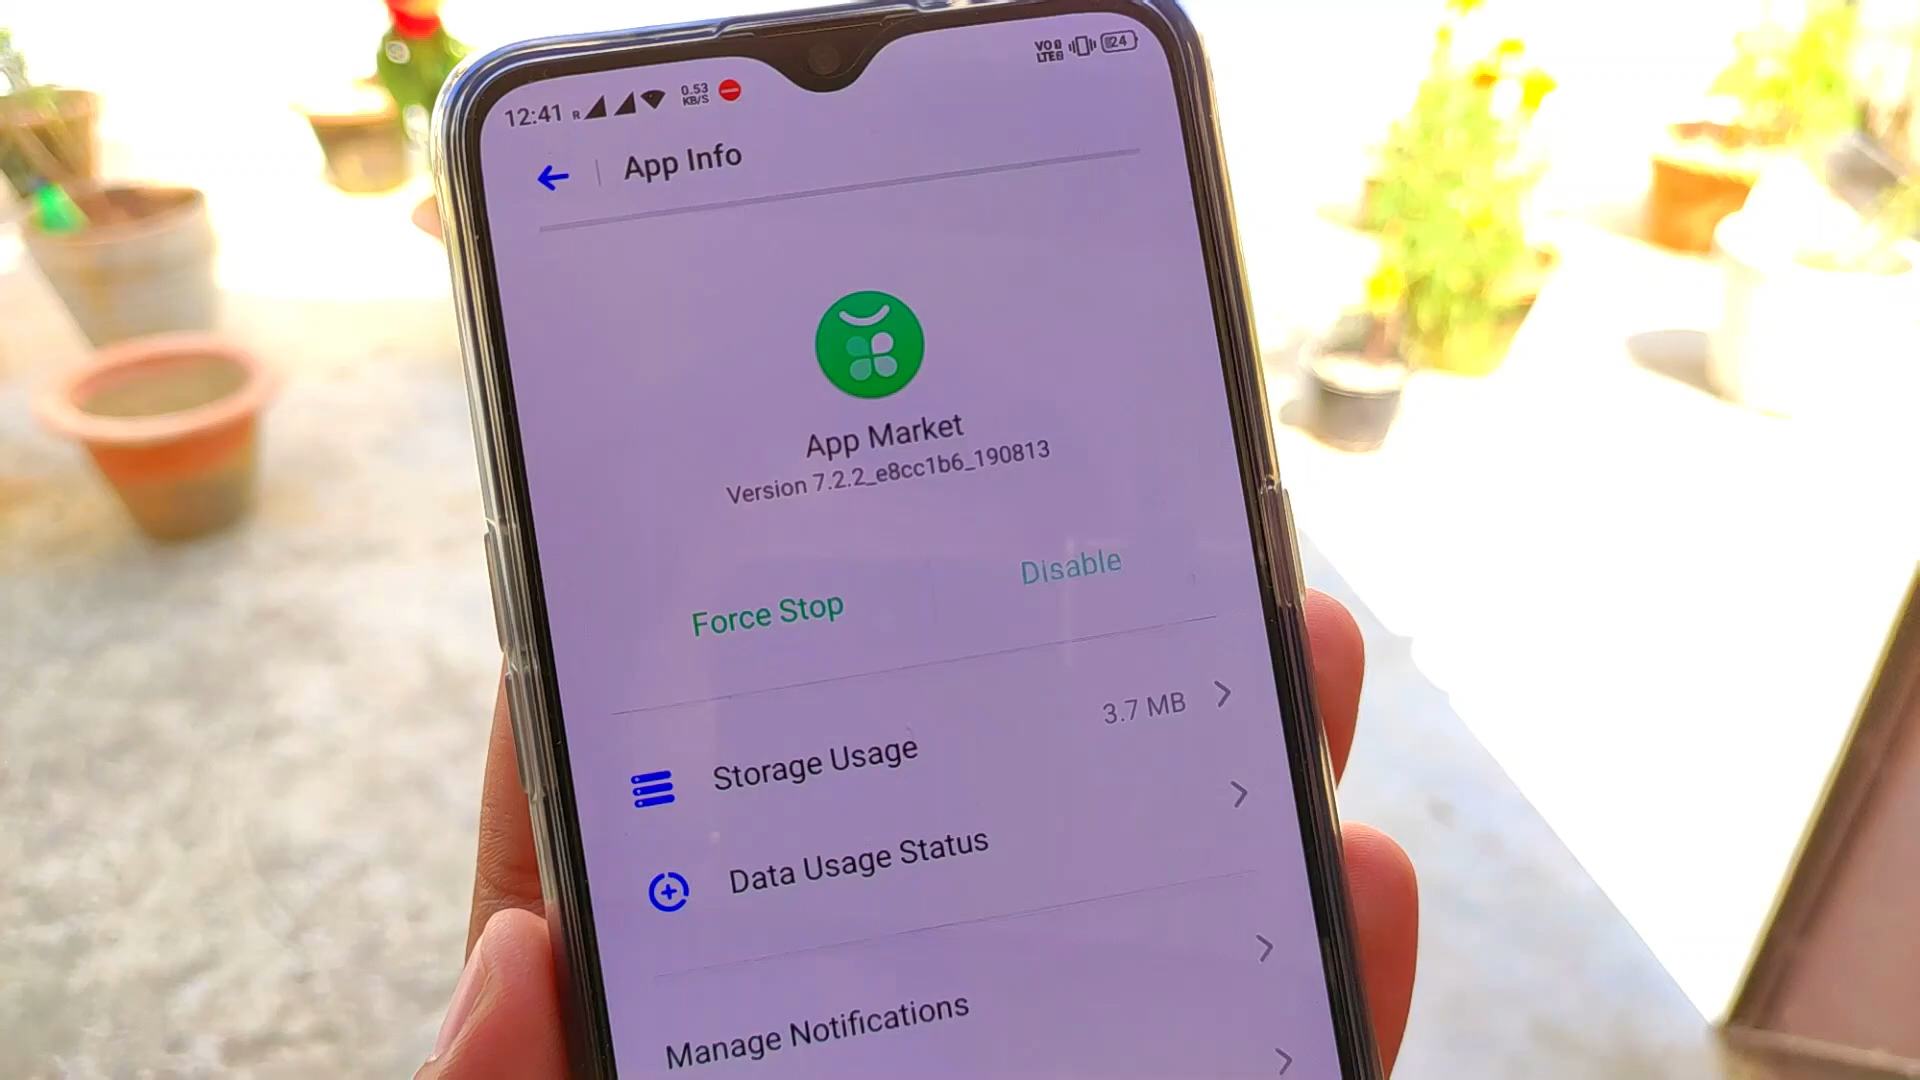 12:41 R 0.53 KB/S VO LTE 24
App Info
App Market
Version 7.2.2_e8cc1b6_190813
Force Stop
Disable
Storage Usage 3.7 MB
Data Usage Status
Manage Notifications